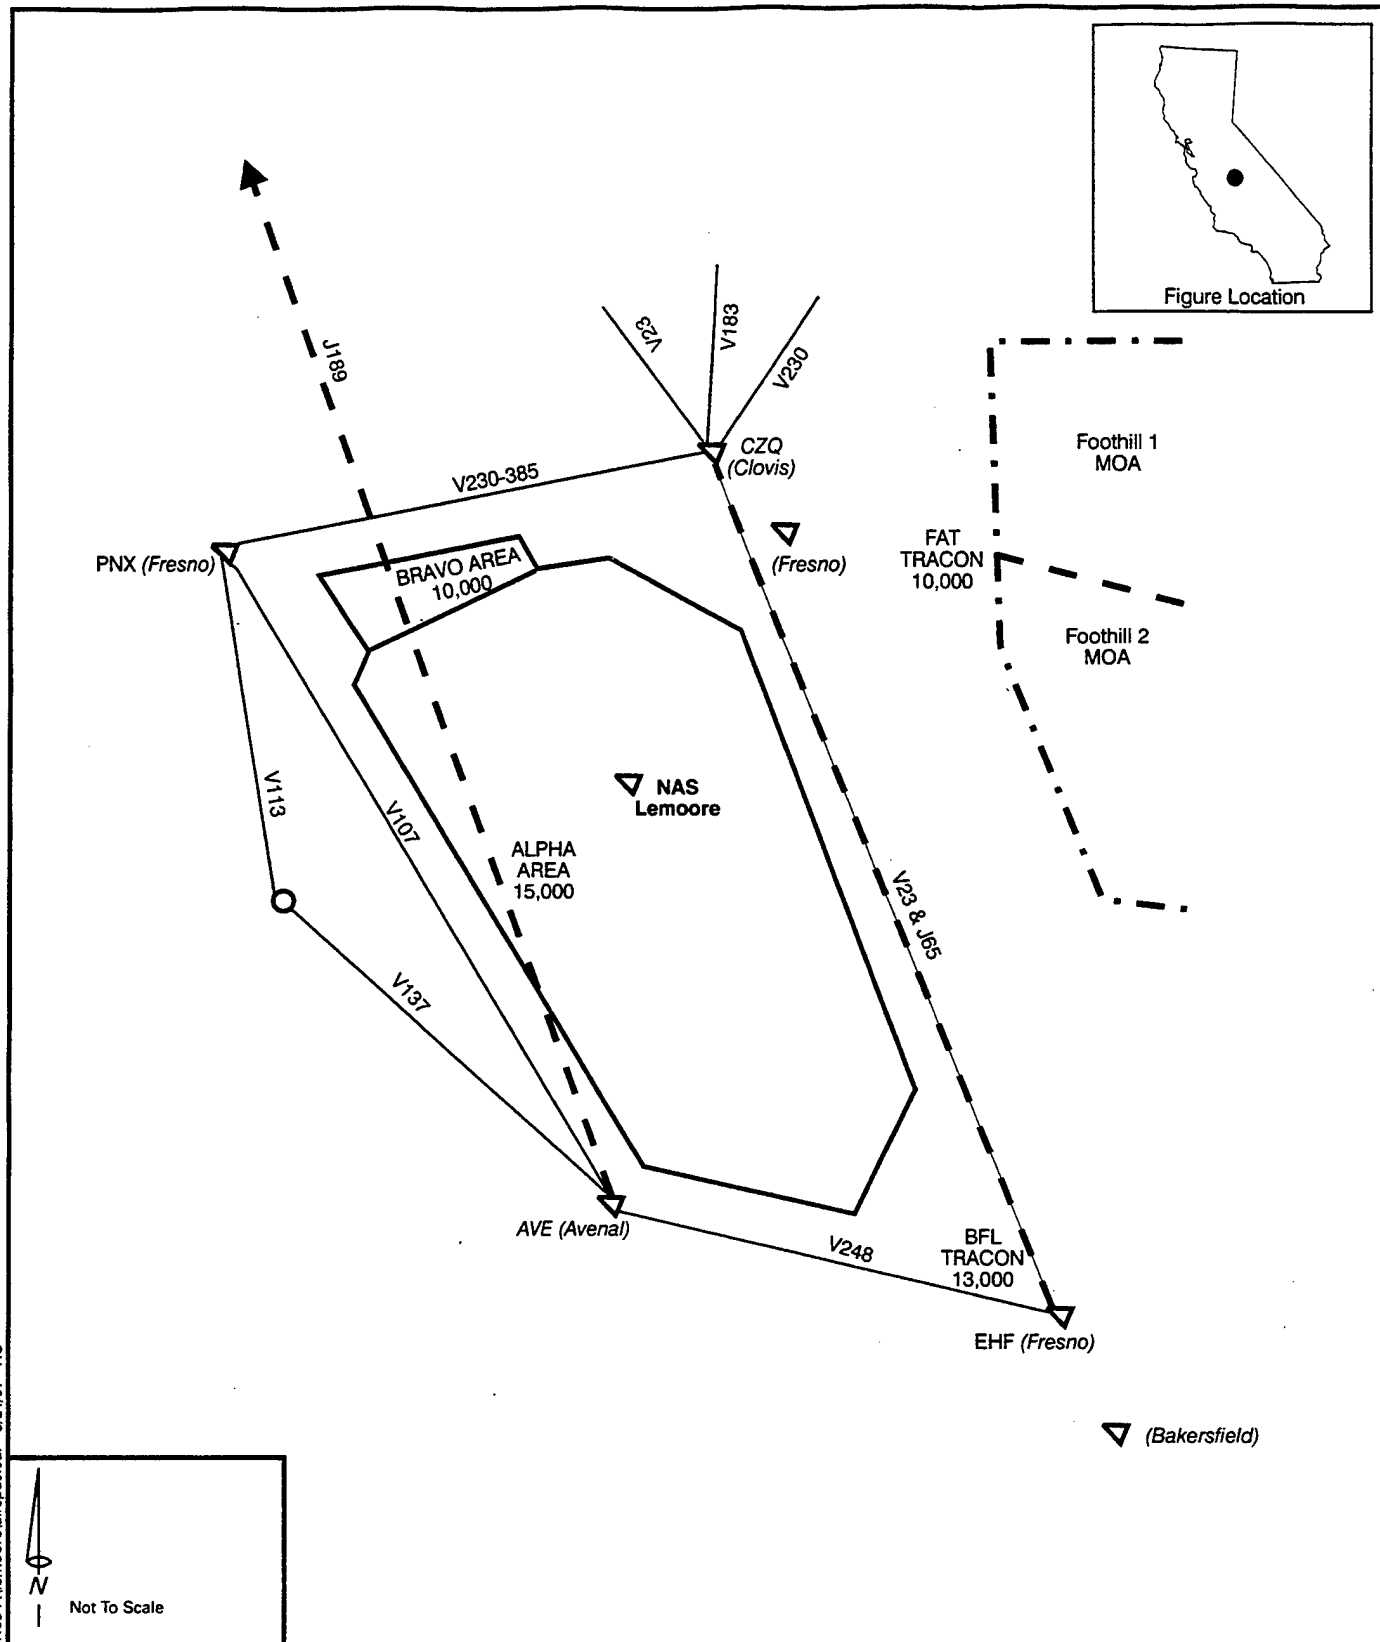 Figure Location
J189
V23
V183
V230
CZQ
(Clovis)
V230-385
Foothill 1
MOA
(Fresno)
FAT
TRACON
10,000
PNX (Fresno)
BRAVO AREA
10,000
Foothill 2
MOA
NAS
Lemoore
V113
V107
ALPHA
AREA
15,000
V23 & J65
V137
AVE (Avenal)
V248
BFL
TRACON
13,000
EHF (Fresno)
(Bakersfield)
N
Not To Scale